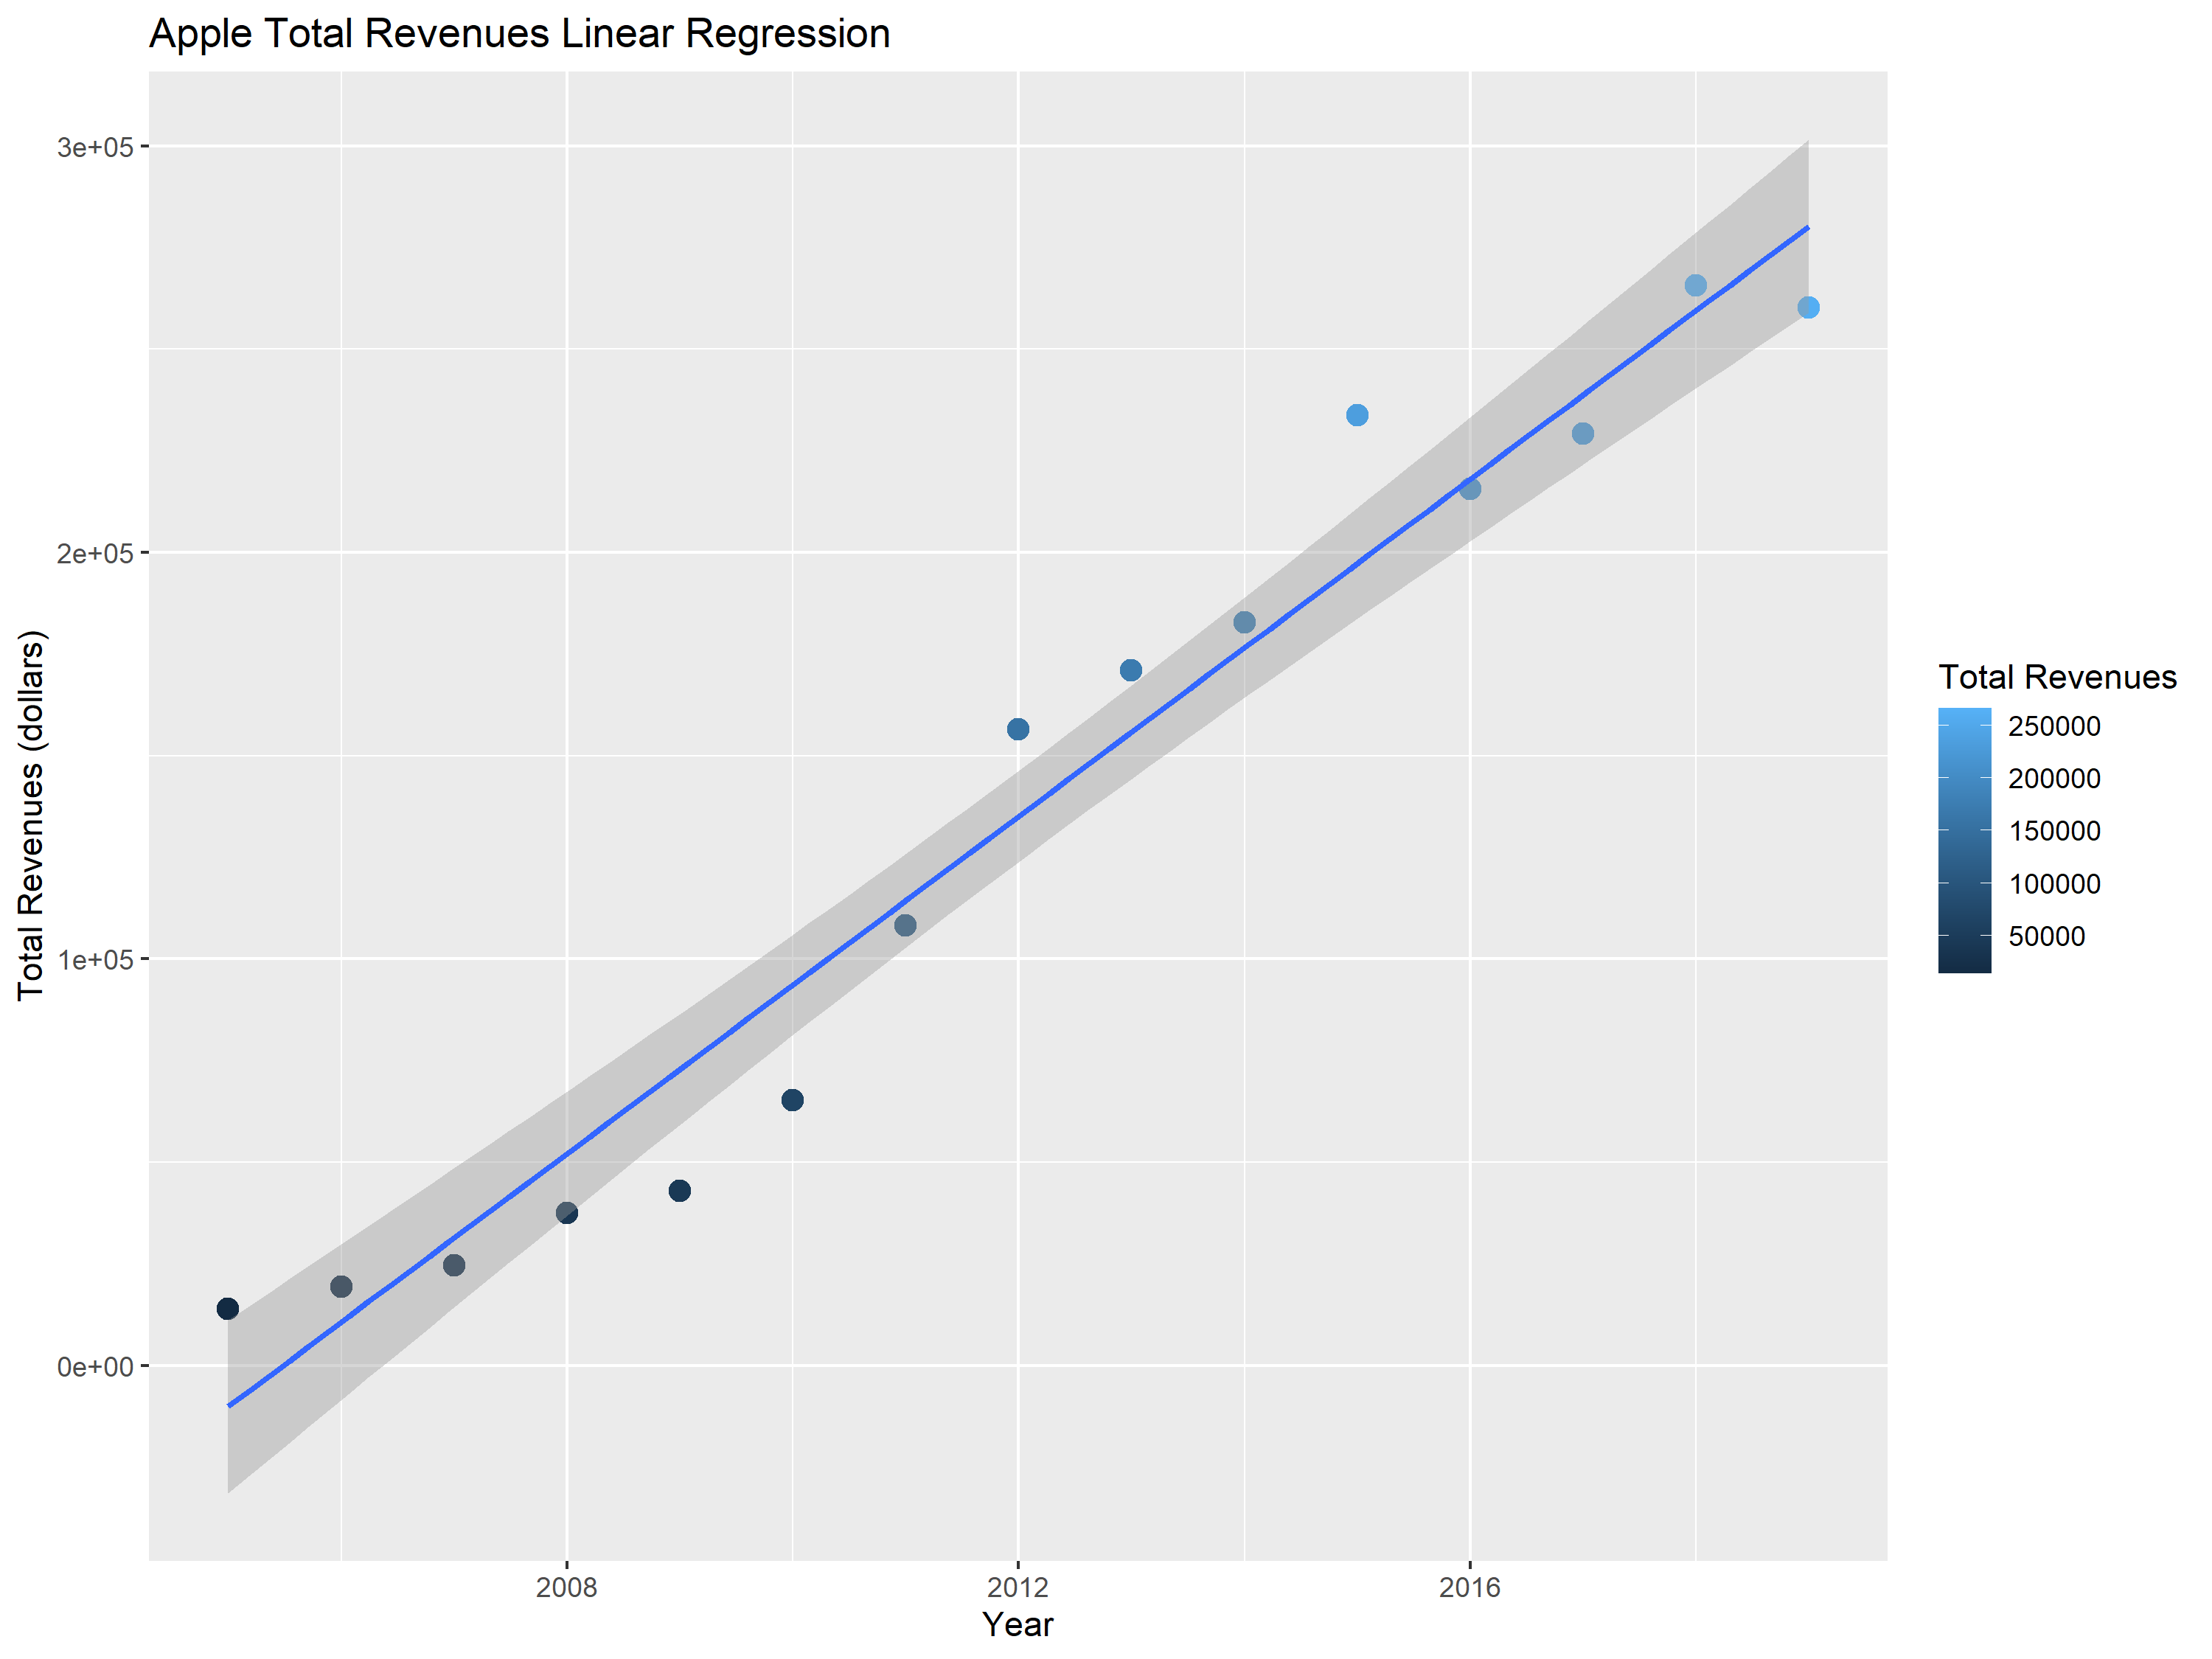 Apple Total Revenues Linear Regression
Total Revenues (dollars)
3e+05
2e+05
1e+05
0e+00
2008
2012
2016
Year
Total Revenues
250000
200000
150000
100000
50000